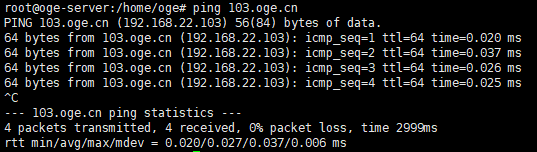 root@oge-server:/home/oge# ping 103.oge.cn
PING 103.oge.cn (192.168.22.103) 56(84) bytes of data.
64 bytes from 103.oge.cn (192.168.22.103): icmp_seq=1 ttl=64 time=0.020 ms
64 bytes from 103.oge.cn (192.168.22.103): icmp_seq=2 ttl=64 time=0.037 ms
64 bytes from 103.oge.cn (192.168.22.103): icmp_seq=3 ttl=64 time=0.026 ms
64 bytes from 103.oge.cn (192.168.22.103): icmp_seq=4 ttl=64 time=0.025 ms
^C
--- 103.oge.cn ping statistics ---
4 packets transmitted, 4 received, 0% packet loss, time 2999ms
rtt min/avg/max/mdev = 0.020/0.027/0.037/0.006 ms